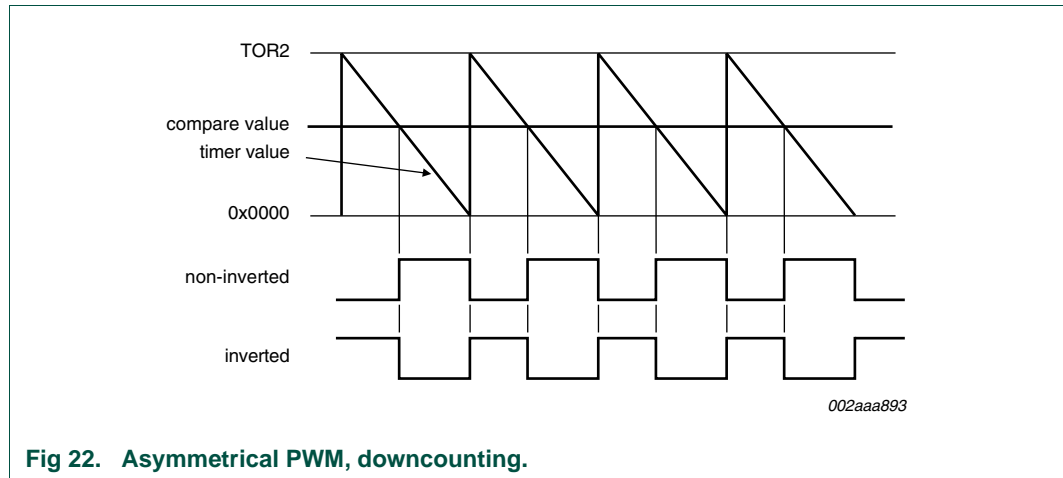 TOR2
compare value
timer value
0x0000
non-inverted
inverted
002aaa893
Fig 22. Asymmetrical PWM, downcounting.